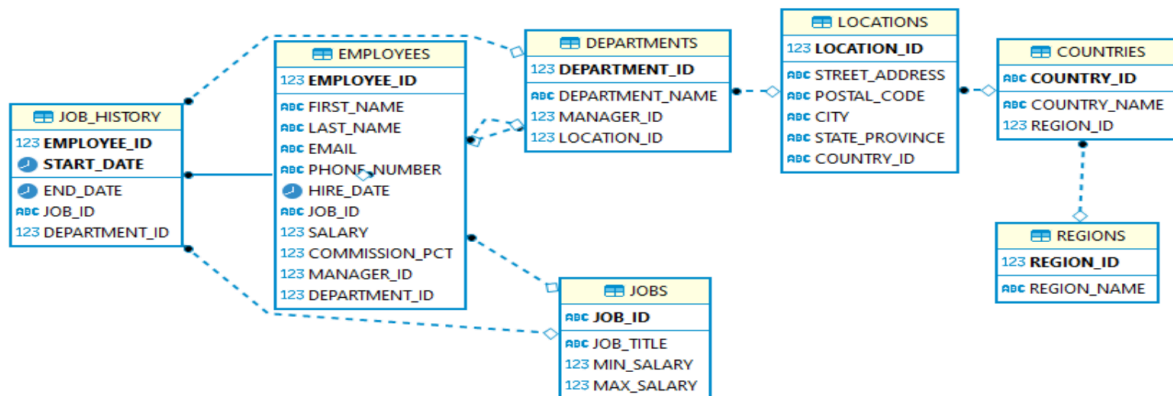 JOB_HISTORY
123 EMPLOYEE_ID
START_DATE
END_DATE
ABC JOB_ID
123 DEPARTMENT_ID
EMPLOYEES
123 EMPLOYEE_ID
ABC FIRST_NAME
ABC LAST_NAME
ABC EMAIL
ABC PHONE_NUMBER
HIRE_DATE
ABC JOB_ID
123 SALARY
123 COMMISSION_PCT
123 MANAGER_ID
123 DEPARTMENT_ID
DEPARTMENTS
123 DEPARTMENT_ID
ABC DEPARTMENT_NAME
123 MANAGER_ID
123 LOCATION_ID
JOBS
ABC JOB_ID
ABC JOB_TITLE
123 MIN_SALARY
123 MAX_SALARY
LOCATIONS
123 LOCATION_ID
ABC STREET_ADDRESS
ABC POSTAL_CODE
ABC CITY
ABC STATE_PROVINCE
ABC COUNTRY_ID
COUNTRIES
ABC COUNTRY_ID
ABC COUNTRY_NAME
123 REGION_ID
REGIONS
123 REGION_ID
ABC REGION_NAME